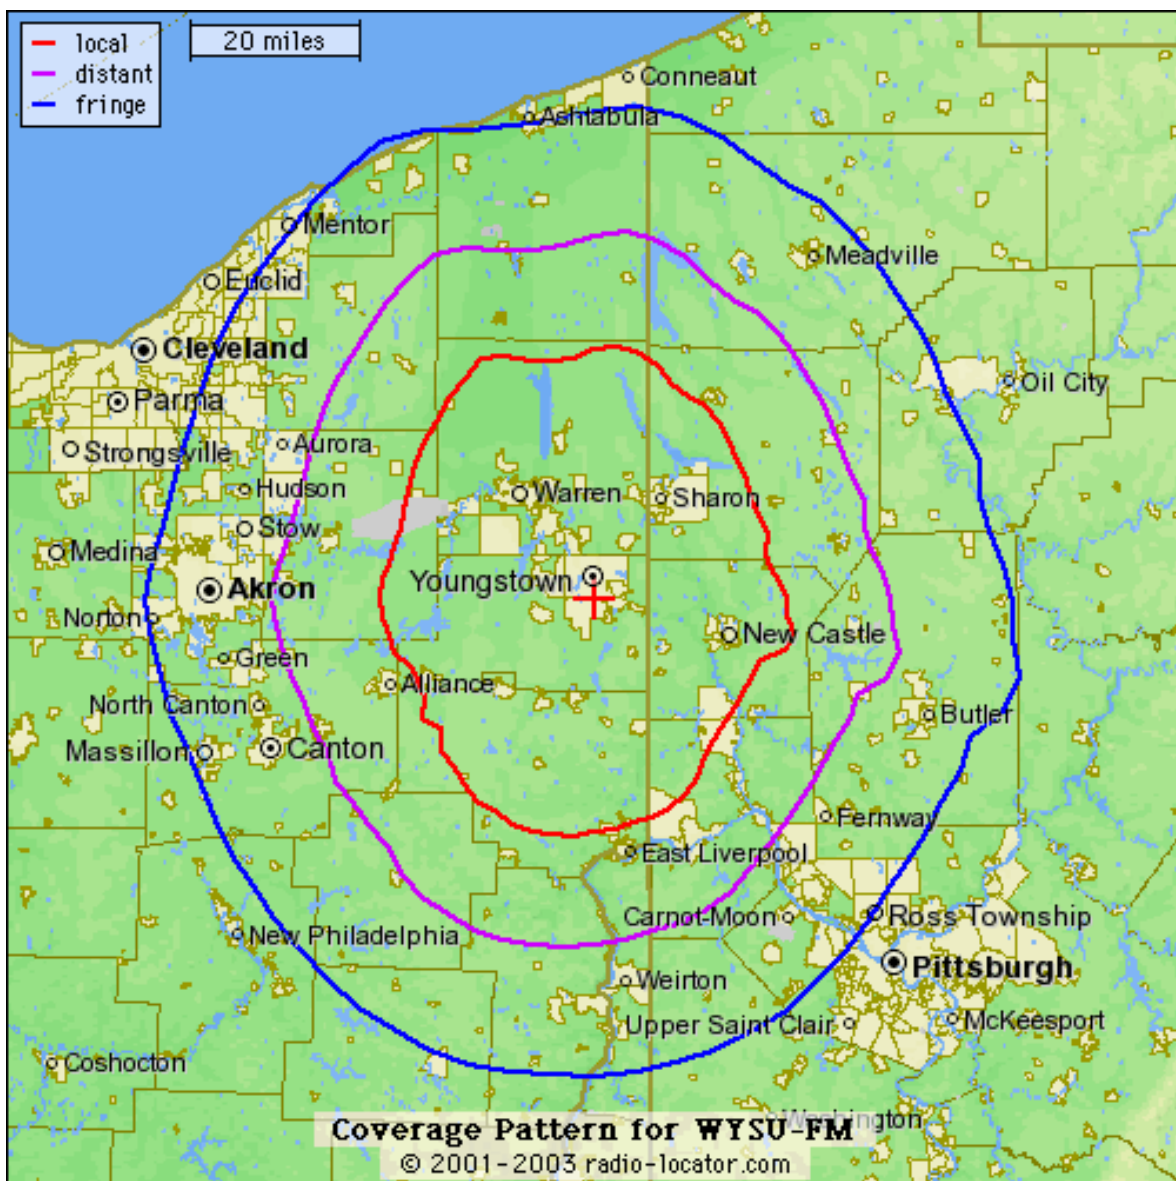 local
distant
fringe
20 miles
Conneaut
Ashtabula
Mentor
Meadville
Euclid
Cleveland
Oil City
Parma
Strongsville
Aurora
Hudson
Warren
Sharon
Stow
Medina
Youngstown
Akron
Norton
New Castle
Green
Alliance
North Canton
Butler
Massillon
Canton
Fernway
East Liverpool
Carnot-Moon
Ross Township
New Philadelphia
Pittsburgh
Weirton
Upper Saint Clair
McKeesport
Coshocton
Washington
Coverage Pattern for WYSU-FM
© 2001-2003 radio-locator.com